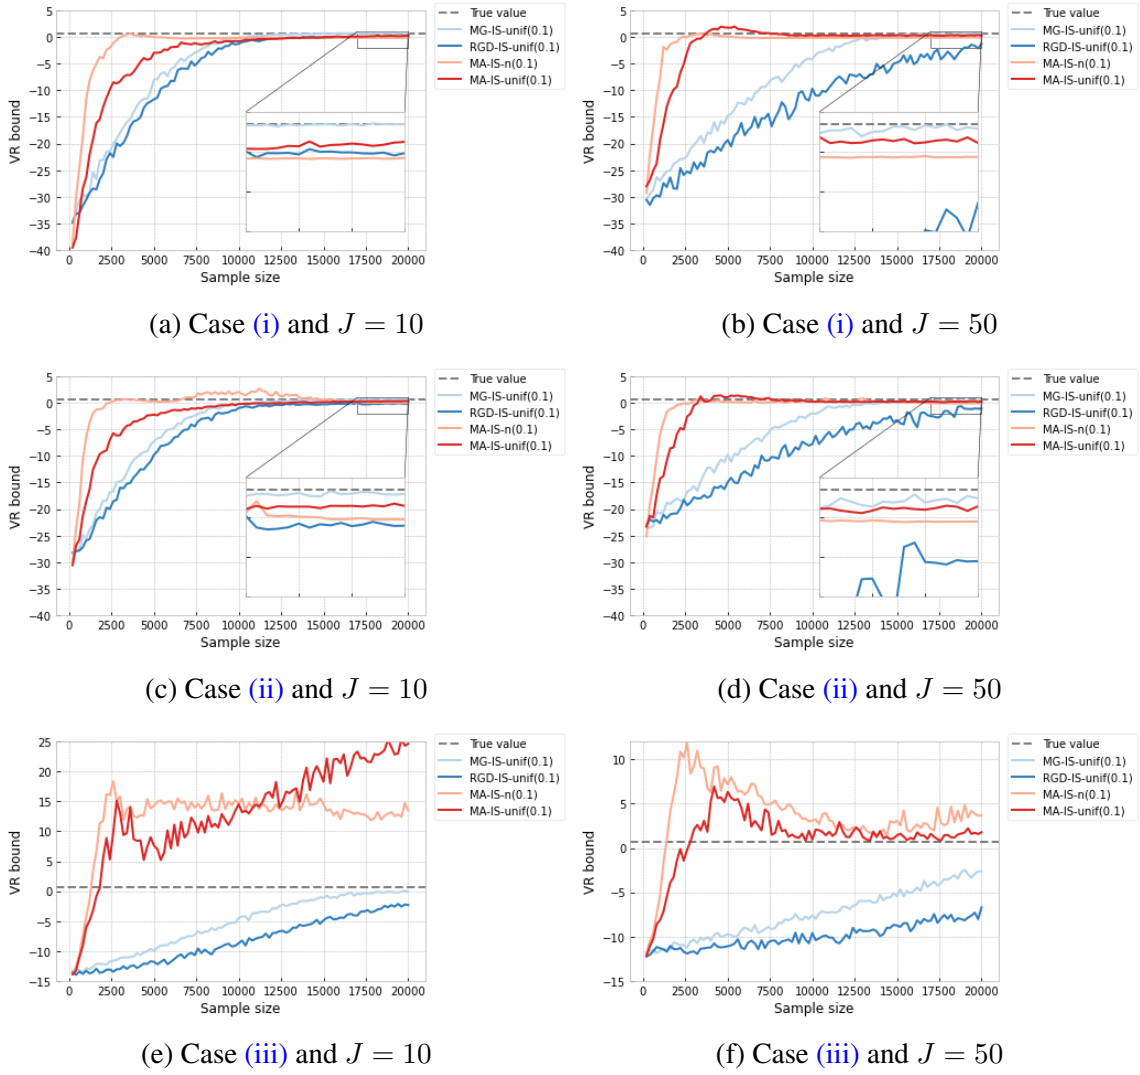 5
0
−5
−10
−15
−20
−25
−30
−35
−40
VR bound
0 2500 5000 7500 10000 12500 15000 17500 20000
Sample size
True value
MG-IS-unif(0.1)
RGD-IS-unif(0.1)
MA-IS-n(0.1)
MA-IS-unif(0.1)
(a) Case (i) and J = 10
5
0
−5
−10
−15
−20
−25
−30
−35
−40
VR bound
0 2500 5000 7500 10000 12500 15000 17500 20000
Sample size
True value
MG-IS-unif(0.1)
RGD-IS-unif(0.1)
MA-IS-n(0.1)
MA-IS-unif(0.1)
(b) Case (i) and J = 50
5
0
−5
−10
−15
−20
−25
−30
−35
−40
VR bound
0 2500 5000 7500 10000 12500 15000 17500 20000
Sample size
True value
MG-IS-unif(0.1)
RGD-IS-unif(0.1)
MA-IS-n(0.1)
MA-IS-unif(0.1)
(c) Case (ii) and J = 10
5
0
−5
−10
−15
−20
−25
−30
−35
−40
VR bound
0 2500 5000 7500 10000 12500 15000 17500 20000
Sample size
True value
MG-IS-unif(0.1)
RGD-IS-unif(0.1)
MA-IS-n(0.1)
MA-IS-unif(0.1)
(d) Case (ii) and J = 50
25
20
15
10
5
0
−5
−10
−15
VR bound
0 2500 5000 7500 10000 12500 15000 17500 20000
Sample size
True value
MG-IS-unif(0.1)
RGD-IS-unif(0.1)
MA-IS-n(0.1)
MA-IS-unif(0.1)
(e) Case (iii) and J = 10
10
5
0
−5
−10
−15
VR bound
0 2500 5000 7500 10000 12500 15000 17500 20000
Sample size
True value
MG-IS-unif(0.1)
RGD-IS-unif(0.1)
MA-IS-n(0.1)
MA-IS-unif(0.1)
(f) Case (iii) and J = 50